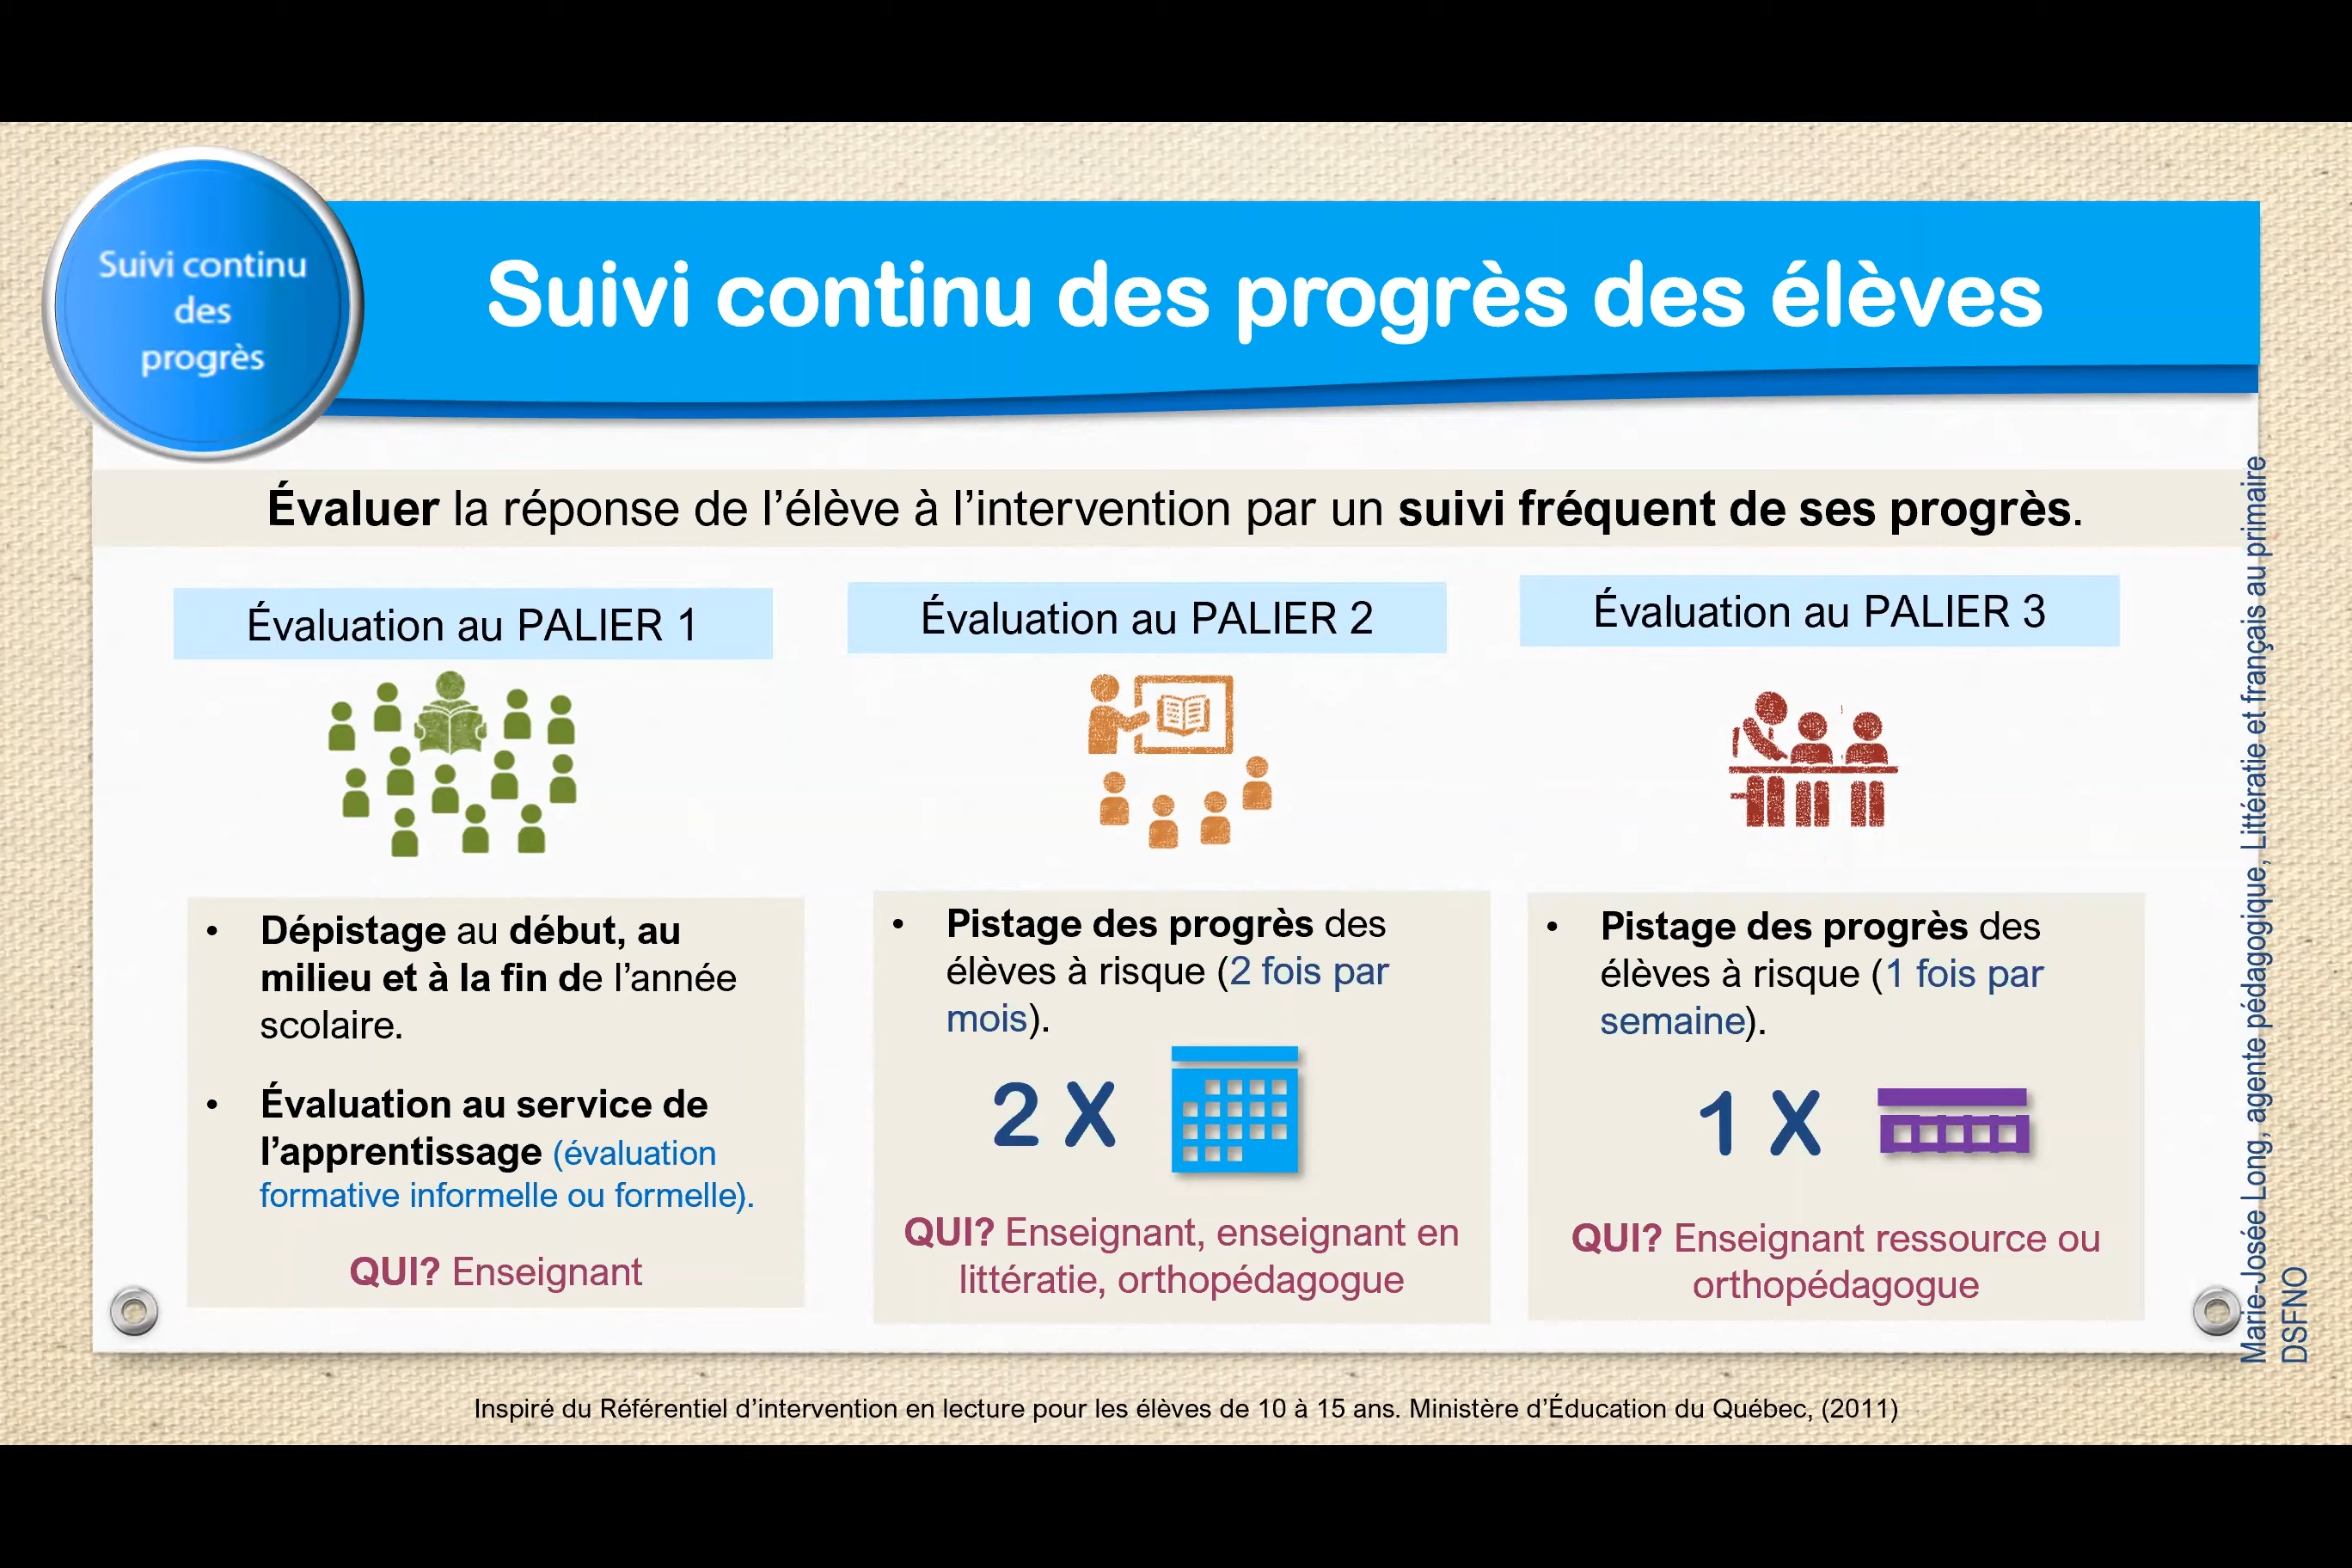 Suivi continu
des
progrès
Suivi continu des progrès des élèves
Évaluer la réponse de l’élève à l’intervention par un suivi fréquent de ses progrès.
Évaluation au PALIER 1
• Dépistage au début, au
milieu et à la fin de l’année
scolaire.
• Évaluation au service de
l’apprentissage (évaluation
formative informelle ou formelle).
QUI? Enseignant
Évaluation au PALIER 2
• Pistage des progrès des
élèves à risque (2 fois par
mois).
2 X
QUI? Enseignant, enseignant en
littératie, orthopédagogue
Évaluation au PALIER 3
• Pistage des progrès des
élèves à risque (1 fois par
semaine).
1 X
QUI? Enseignant ressource ou
orthopédagogue
Marie-Josée Long, agente pédagogique, Littératie et français au primaire
DSFNO
Inspiré du Référentiel d’intervention en lecture pour les élèves de 10 à 15 ans. Ministère d’Éducation du Québec, (2011)